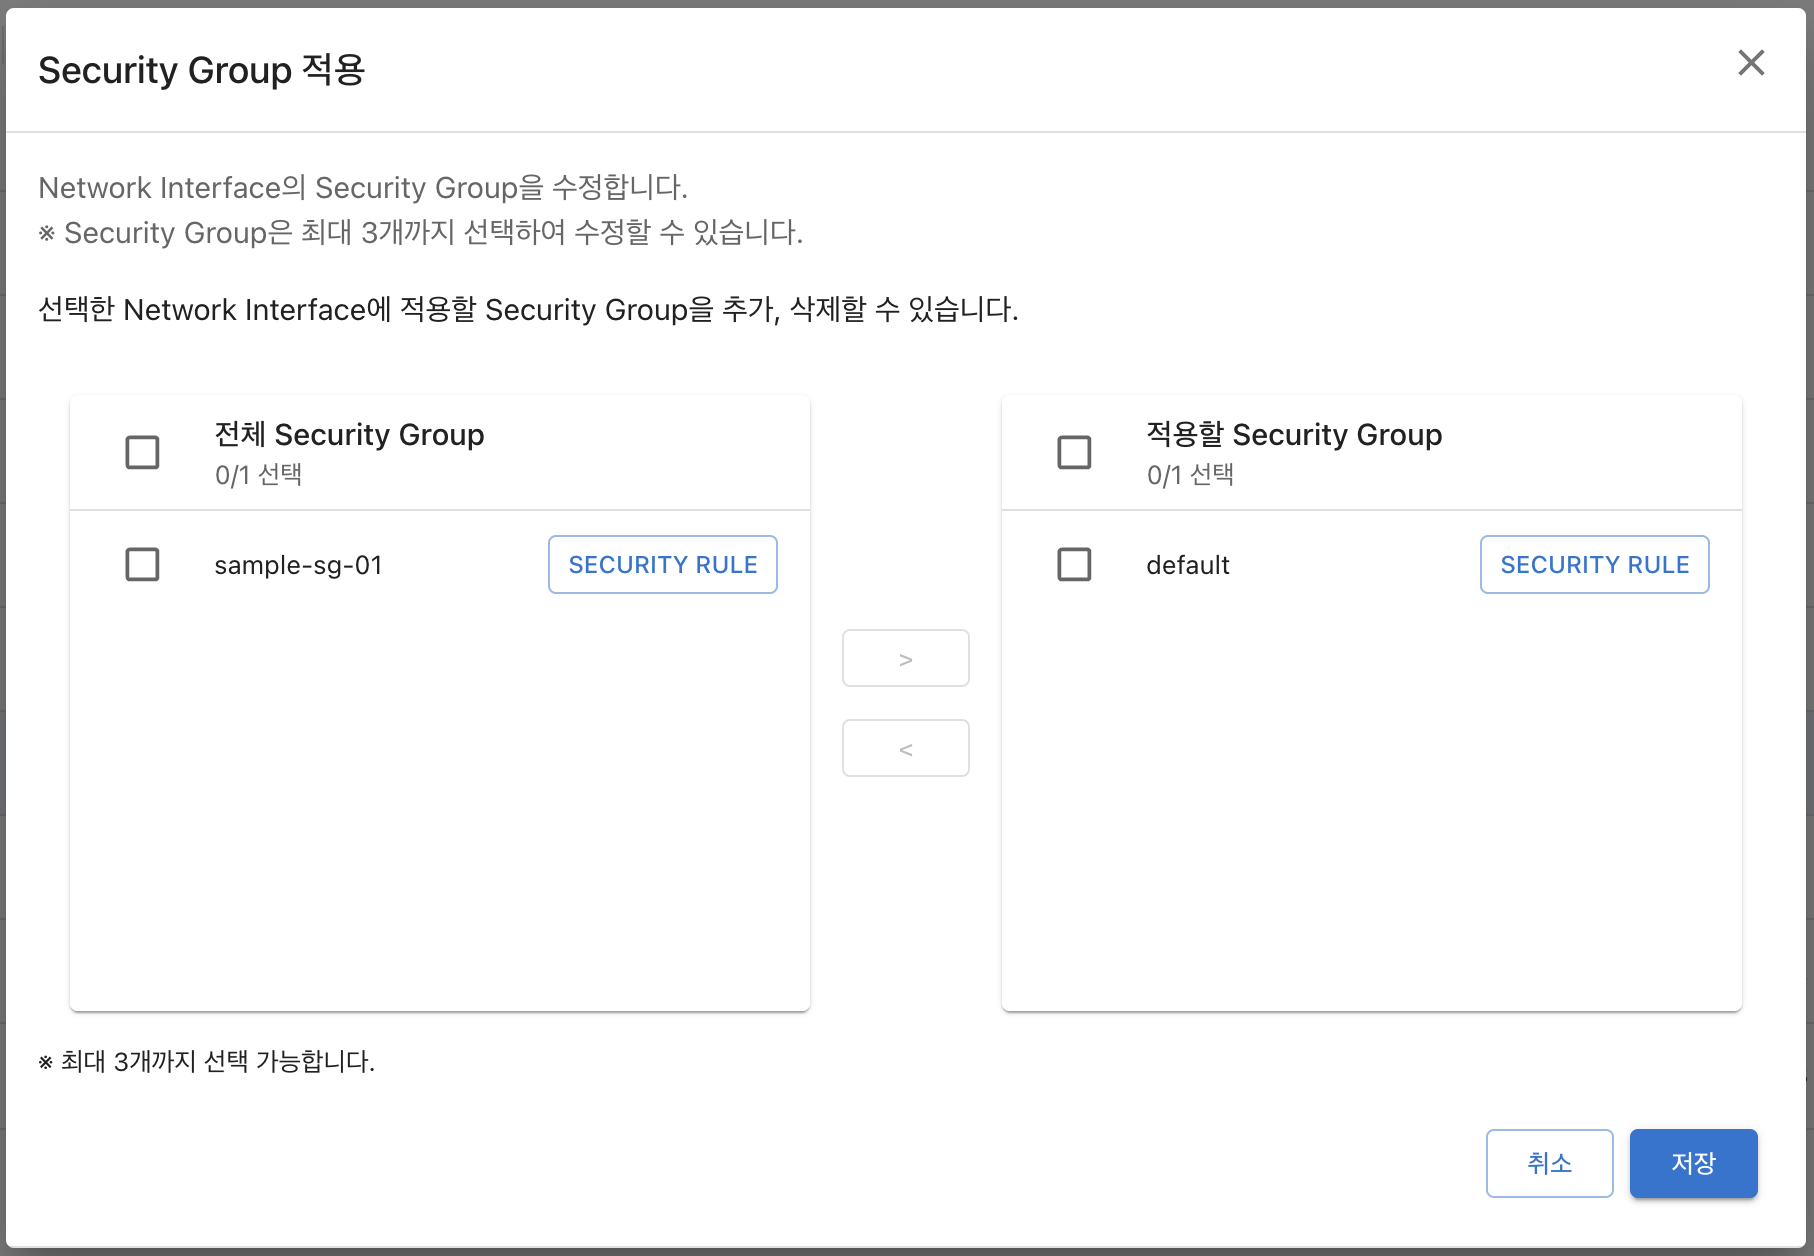 Security Group 적용
Network Interface의 Security Group을 수정합니다.
※ Security Group은 최대 3개까지 선택하여 수정할 수 있습니다.
선택한 Network Interface에 적용할 Security Group을 추가, 삭제할 수 있습니다.
전체 Security Group
0/1 선택
sample-sg-01
SECURITY RULE
>
<
적용할 Security Group
0/1 선택
default
SECURITY RULE
※ 최대 3개까지 선택 가능합니다.
취소
저장